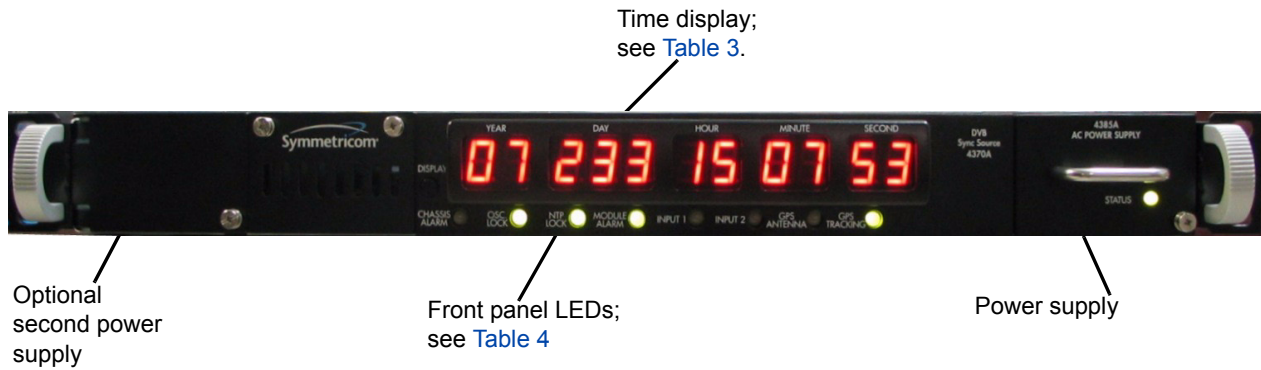 Time display;
see Table 3.
Symmetricom
YEAR DAY HOUR MINUTE SECOND
DISPLAY
07 233 15 07 53
CHASSIS ALARM
OSC LOCK
NTP LOCK
MODULE ALARM
INPUT 1
INPUT 2
GPS ANTENNA
GPS TRACKING
DVB
Sync Source
4370A
4385A
AC POWER SUPPLY
STATUS
Optional
second power
supply
Front panel LEDs;
see Table 4
Power supply